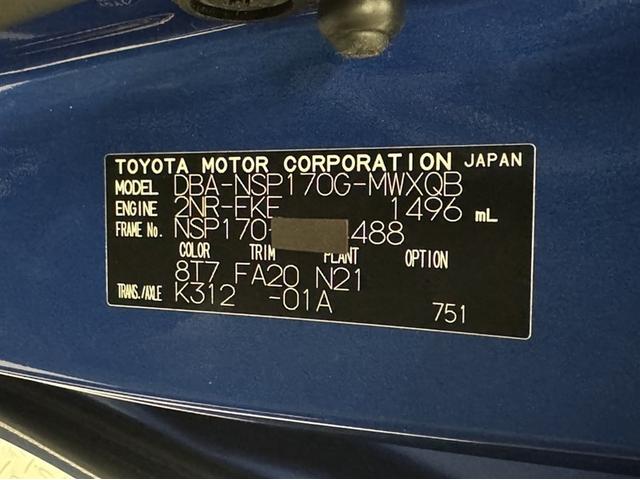 TOYOTA MOTOR CORPORATION JAPAN
MODEL DBA-NSP170G-MWXQB
ENGINE 2NR-FKE 1496 mL
FRAME No. NSP170- 488
COLOR TRIM PLANT OPTION
8T7 FA20 N21
TRANS./AXLE K312 -01A
751